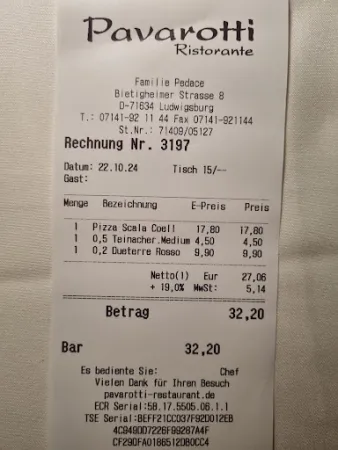 Pavarotti
Ristorante
Familie Pedace
Bietigheimer Strasse 8
D-71634 Ludwigsburg
T.: 07141-92 11 44 Fax 07141-921144
St.Nr.: 71409/05127
Rechnung Nr. 3197
Datum: 22.10.24 Tisch 15/--
Gast:
Menge Bezeichnung E-Preis Preis
1 Pizza Scala Coell 17,80 17,80
1 0,5 Teinacher.Medium 4,50 4,50
1 0,2 Dueterre Rosso 9,90 9,90
Netto(1) Eur 27,06
+ 19,0% MwSt: 5,14
Betrag 32,20
Bar 32,20
Es bediente Sie: Chef
Vielen Dank für Ihren Besuch
pavarotti-restaurant.de
ECR Serial:58.17.5505.06.1.1
TSE Serial:BEFF21CC037F92D012EB
4C949D07226F99287A4F
CF29DFA0186512DB0CC4